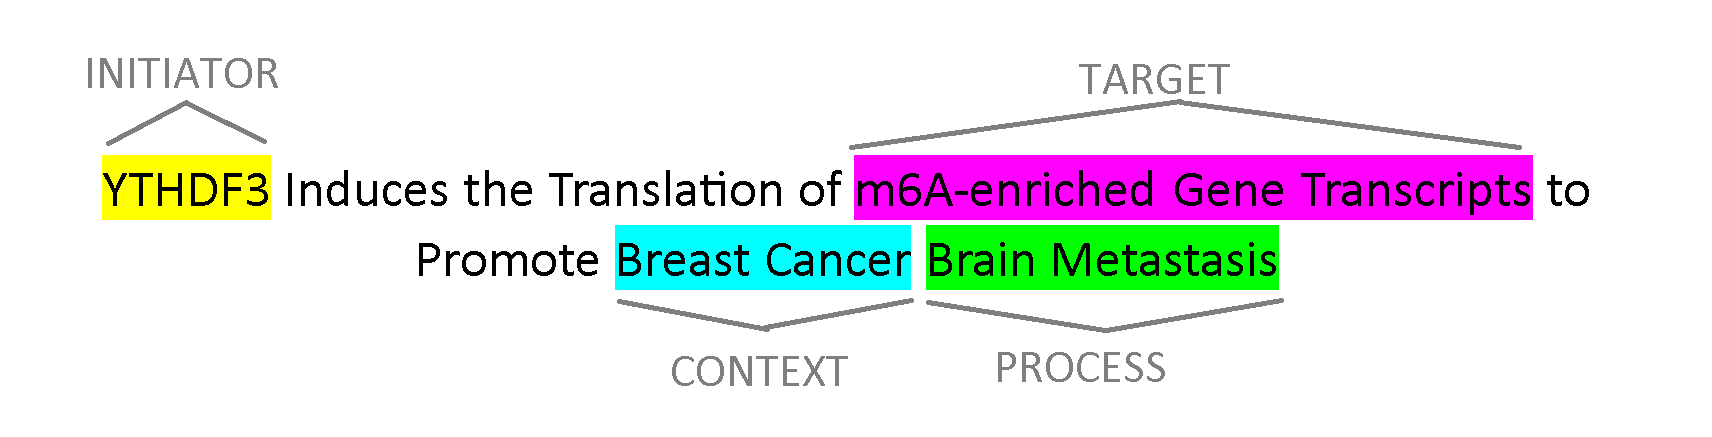 INITIATOR TARGET
YTHDF3 Induces the Translation of m6A-enriched Gene Transcripts to
Promote Breast Cancer Brain Metastasis
CONTEXT PROCESS